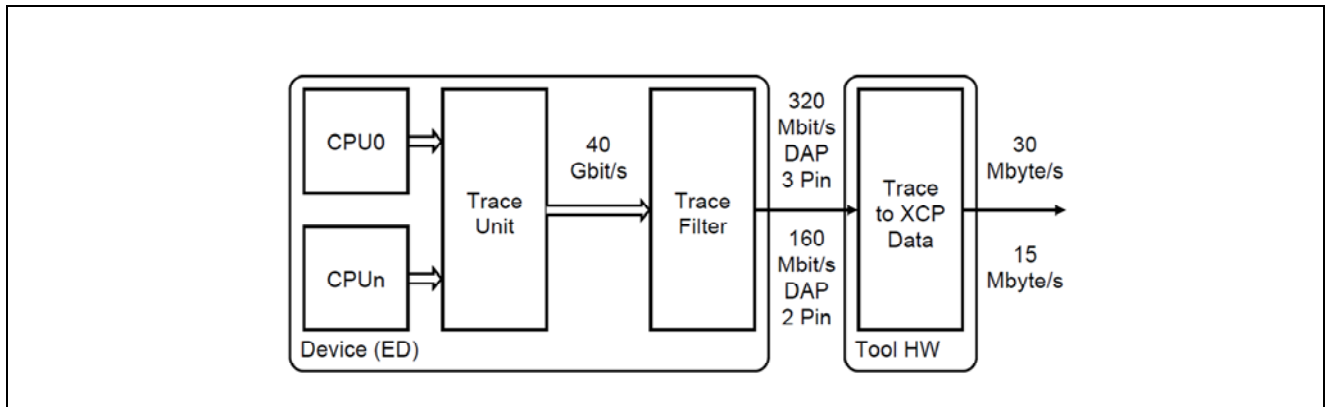 CPU0
CPUn
Device (ED)
Trace
Unit
40
Gbit/s
Trace
Filter
320
Mbit/s
DAP
3 Pin
160
Mbit/s
DAP
2 Pin
Trace
to XCP
Data
Tool HW
30
Mbyte/s
15
Mbyte/s